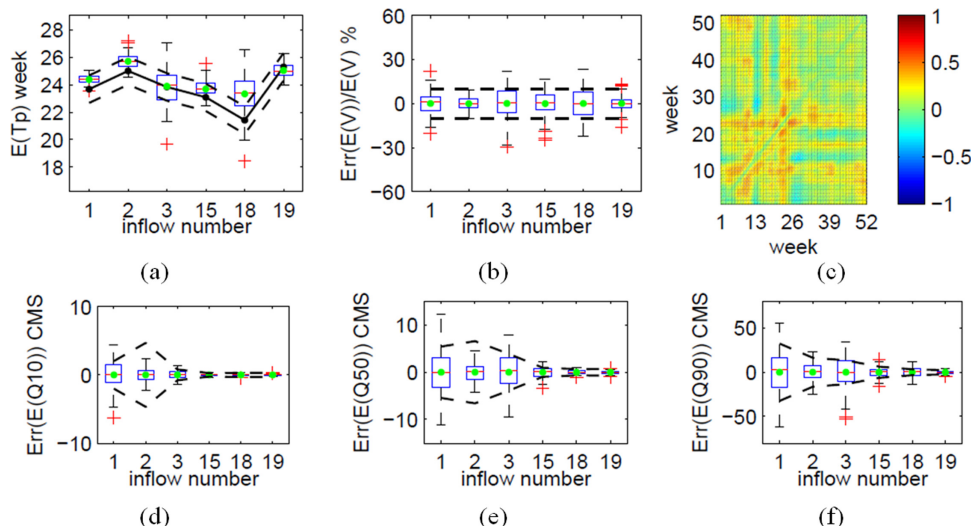 E(Tp) week
28
26
24
22
20
18
1 2 3 15 18 19
inflow number
(a)
Err(E(V))/E(V) %
60
30
0
−30
−60
1 2 3 15 18 19
inflow number
(b)
week
50
40
30
20
10
1 13 26 39 52
week
1
0.5
0
−0.5
−1
(c)
Err(E(Q10)) CMS
10
0
−10
1 2 3 15 18 19
inflow number
(d)
Err(E(Q50)) CMS
10
0
−10
1 2 3 15 18 19
inflow number
(e)
Err(E(Q90)) CMS
50
0
−50
1 2 3 15 18 19
inflow number
(f)